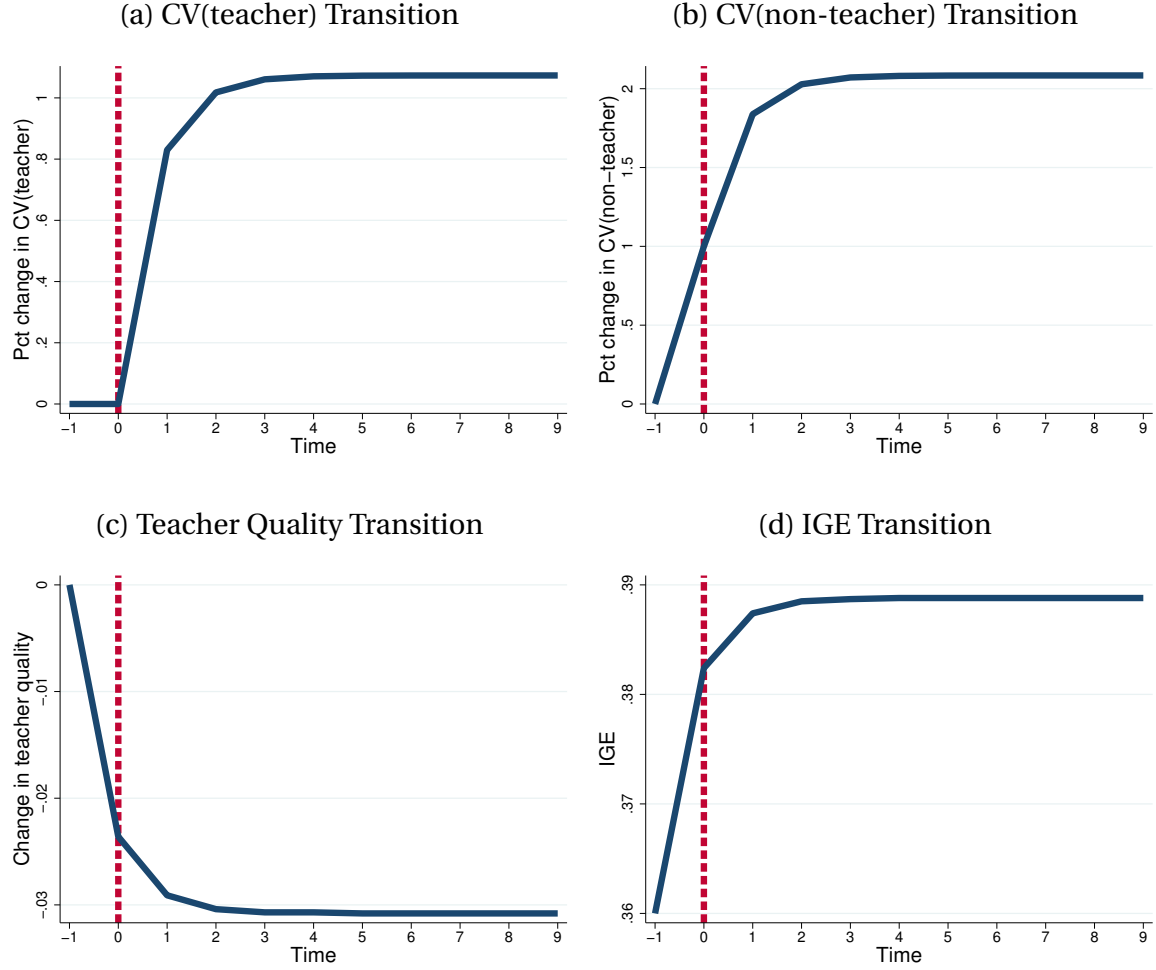 (a) CV(teacher) Transition
Pct change in CV(teacher)
1
.8
.6
.4
.2
0
−1 0 1 2 3 4 5 6 7 8 9
Time
(b) CV(non-teacher) Transition
Pct change in CV(non−teacher)
2
1.5
1
.5
0
−1 0 1 2 3 4 5 6 7 8 9
Time
(c) Teacher Quality Transition
Change in teacher quality
0
−.01
−.02
−.03
−1 0 1 2 3 4 5 6 7 8 9
Time
(d) IGE Transition
IGE
.39
.38
.37
.36
−1 0 1 2 3 4 5 6 7 8 9
Time